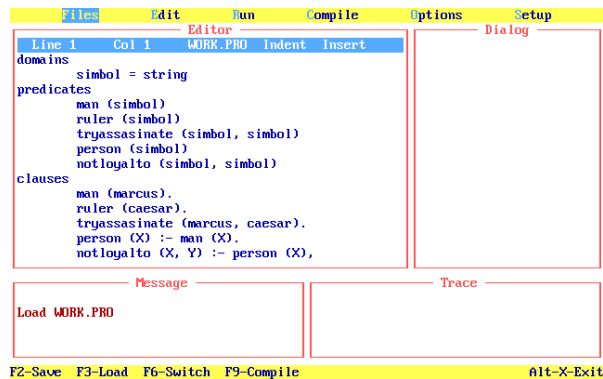 Files Edit Run Compile Options Setup
Editor
Dialog
Line 1 Col 1 WORK.PRO Indent Insert
domains
simbol = string
predicates
man (simbol)
ruler (simbol)
tryassasinate (simbol, simbol)
person (simbol)
notloyalto (simbol, simbol)
clauses
man (marcus).
ruler (caesar).
tryassasinate (marcus, caesar).
person (X) :- man (X).
notloyalto (X, Y) :- person (X),
Message
Trace
Load WORK.PRO
F2-Save F3-Load F6-Switch F9-Compile Alt-X-Exit